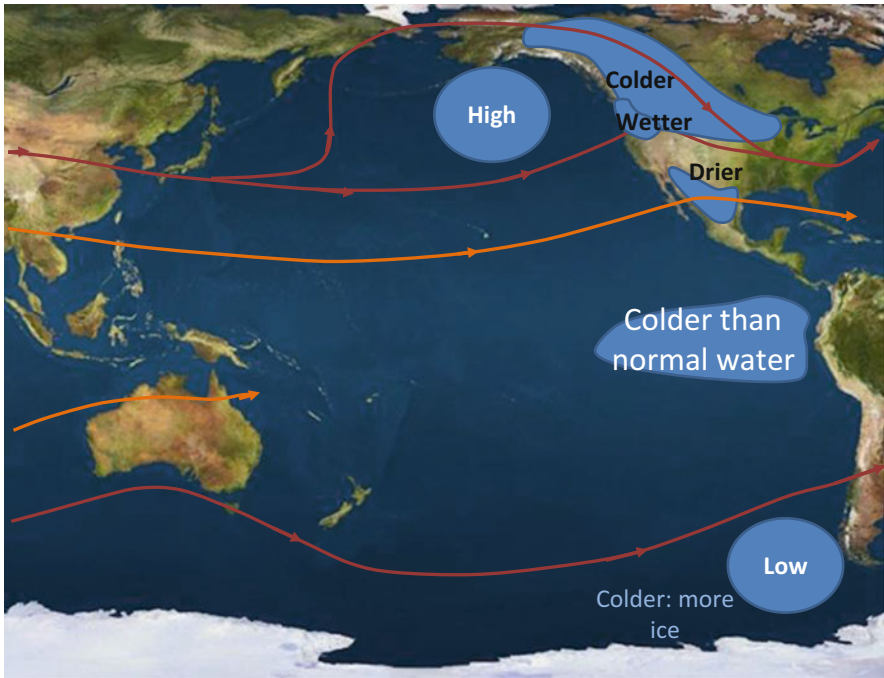 Colder
High
Wetter
Drier
Colder than
normal water
Low
Colder: more
ice